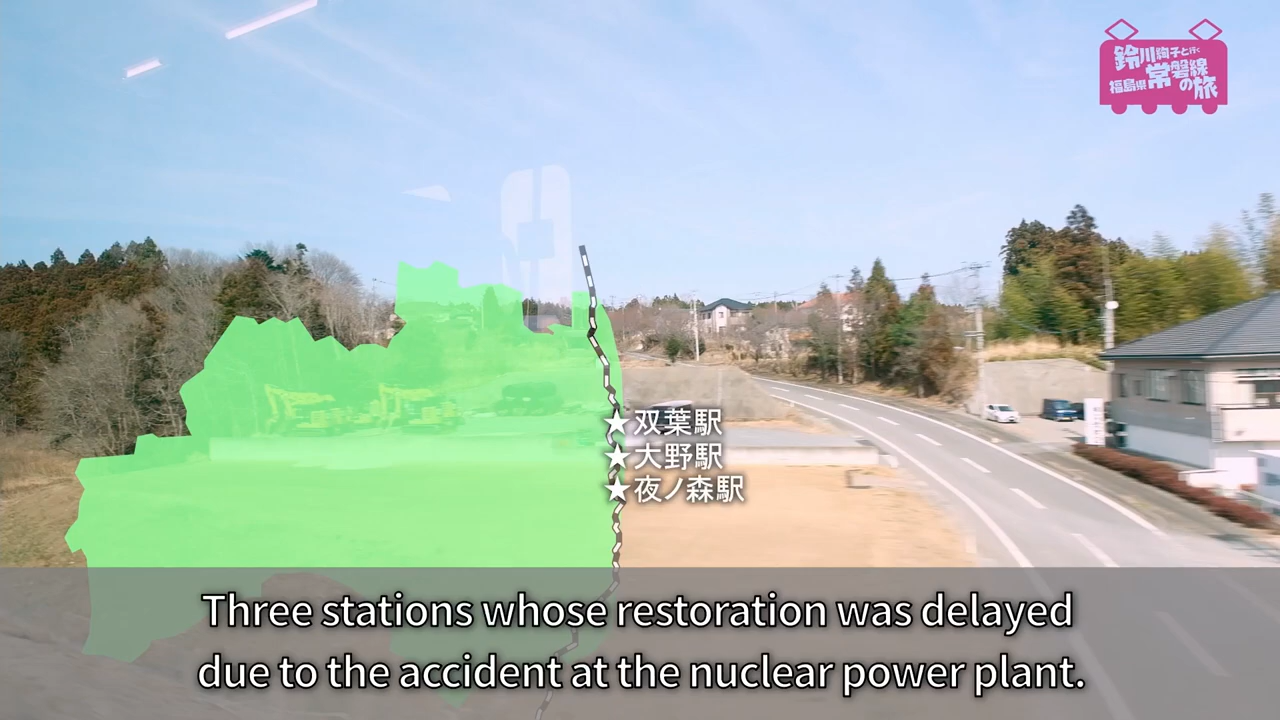 鈴川絢子と行く
福島県常磐線の旅
★双葉駅
★大野駅
★夜ノ森駅
Three stations whose restoration was delayed
due to the accident at the nuclear power plant.